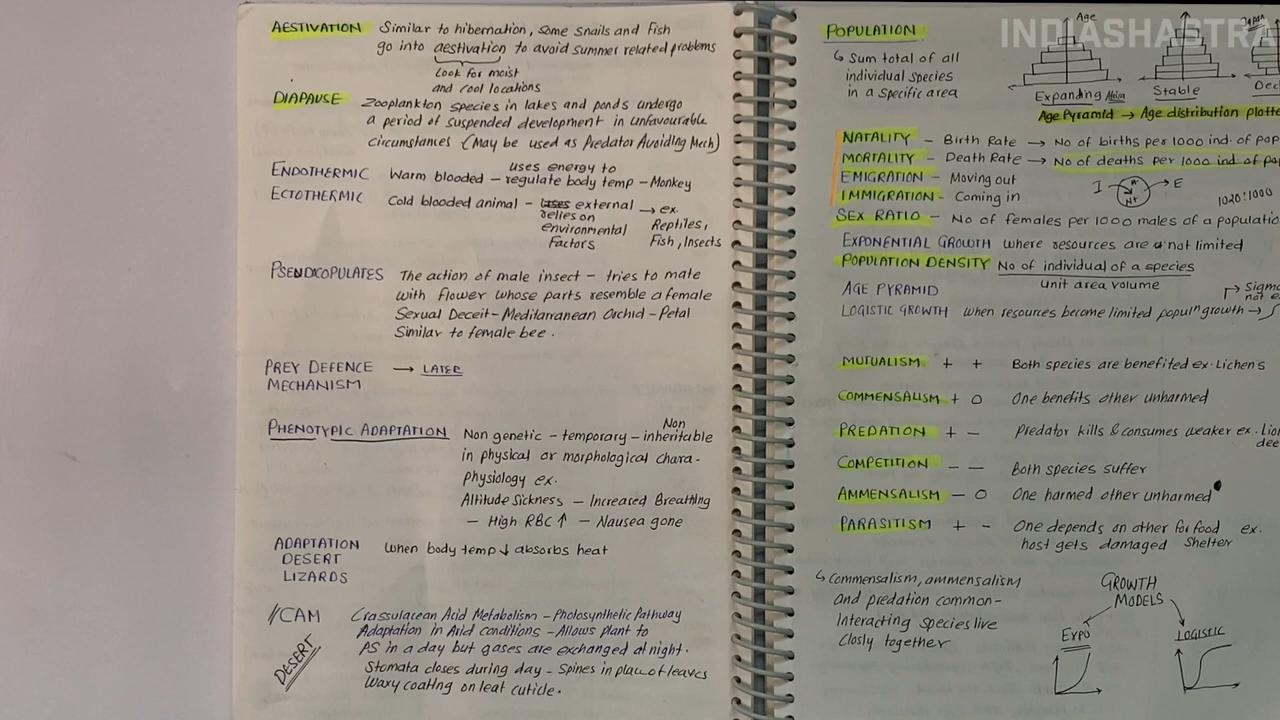 AESTIVATION Similar to hibernation, some snails and Fish
go into aestivation to avoid summer related problems
Look for moist
and cool locations
DIAPAUSE Zooplankton species in lakes and ponds undergo
a period of suspended development in unfavourable
circumstances (May be used as Predator Avoiding Mech)
uses energy to
ENDOTHERMIC Warm blooded – regulate body temp – Monkey
ECTOTHERMIC Cold blooded animal – uses external → ex.
relies on Reptiles,
environmental Fish, Insects
Factors
PSENDICOPULATES The action of male insect – tries to mate
with flower whose parts resemble a female
Sexual Deceit – Meditarranean Orchid – Petal
Similar to female bee.
PREY DEFENCE → LATER
MECHANISM
Non
PHENOTYPIC ADAPTATION Non genetic – temporary – inheritable
in physical or morphological chara-
physiology ex.
Altitude Sickness – Increased Breathing
– High RBC ↑ – Nausea gone
ADAPTATION When body temp ↓ absorbs heat
DESERT
LIZARDS
//CAM Crassulacean Acid Metabolism – Photosynthetic Pathway
Adaptation in Arid conditions – Allows plant to
PS in a day but gases are exchanged at night.
DESERT Stomata closes during day – Spines in place of leaves
Waxy coating on leaf cuticle.
INDIASHASTRA
POPULATION
Age
↳ Sum total of all
individual species
in a specific area
Expanding Africa Stable Dec
Age Pyramid → Age distribution plotte
NATALITY – Birth Rate → No of births per 1000 ind. of pop
MORTALITY – Death Rate → No of deaths per 1000 ind of pop
EMIGRATION – Moving out
I → E
IMMIGRATION – Coming in
1020:1000
SEX RATIO – No of females per 1000 males of a populatio
EXPONENTIAL GROWTH where resources are not limited
POPULATION DENSITY No of individual of a species
unit area volume
AGE PYRAMID
→ Sigm
not e
LOGISTIC GROWTH when resources become limited populⁿ growth →
MUTUALISM + + Both species are benefited ex. Lichen's
COMMENSALISM + O One benefits other unharmed
PREDATION + – Predator kills & consumes weaker ex. Lio
dee
COMPETITION – – Both species suffer
AMMENSALISM – O One harmed other unharmed
PARASITISM + – One depends on other for food ex.
host gets damaged Shelter
↳ Commensalism, ammensalism
and predation common –
Interacting species live
closly together
GROWTH
MODELS
EXPO LOGISTIC